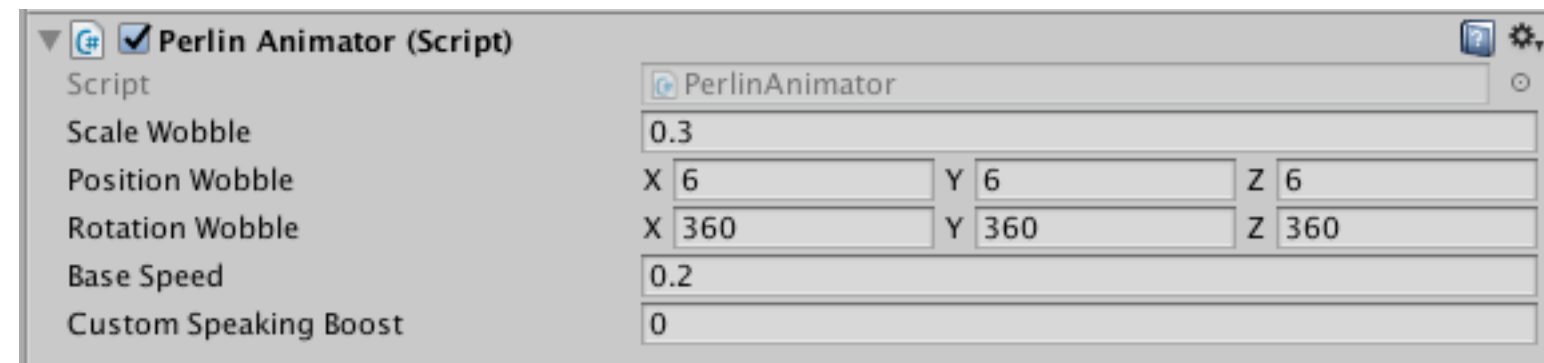 Perlin Animator (Script)
Script PerlinAnimator
Scale Wobble 0.3
Position Wobble X 6 Y 6 Z 6
Rotation Wobble X 360 Y 360 Z 360
Base Speed 0.2
Custom Speaking Boost 0